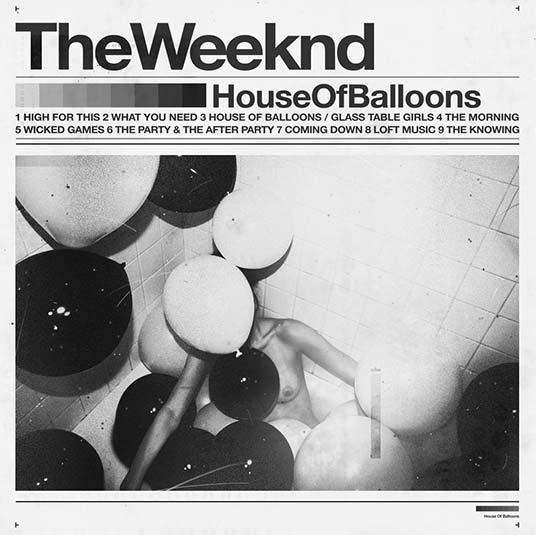 TheWeeknd
HouseOfBalloons
1 HIGH FOR THIS 2 WHAT YOU NEED 3 HOUSE OF BALLOONS / GLASS TABLE GIRLS 4 THE MORNING
5 WICKED GAMES 6 THE PARTY & THE AFTER PARTY 7 COMING DOWN 8 LOFT MUSIC 9 THE KNOWING
House Of Balloons